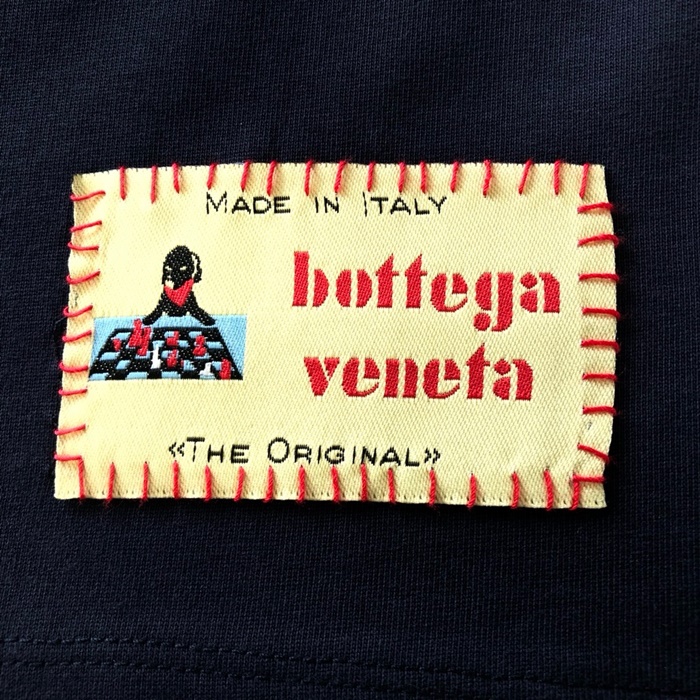 MADE IN ITALY
bottega
veneta
«THE ORIGINAL»